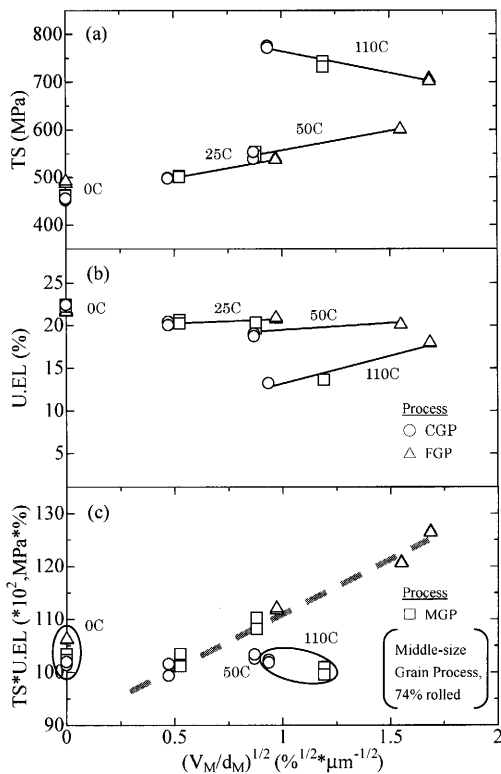 800
700
600
500
400
TS (MPa)
(a)
110C
50C
25C
0C
25
20
15
10
5
U.EL (%)
(b)
0C
25C
50C
110C
Process
○ CGP
△ FGP
130
120
110
100
90
TS*U.EL (*10²,MPa*%)
(c)
0C
50C
110C
Process
□ MGP
Middle-size
Grain Process,
74% rolled
0 0.5 1 1.5 2
(V_M/d_M)^1/2 (%^1/2*μm^-1/2)